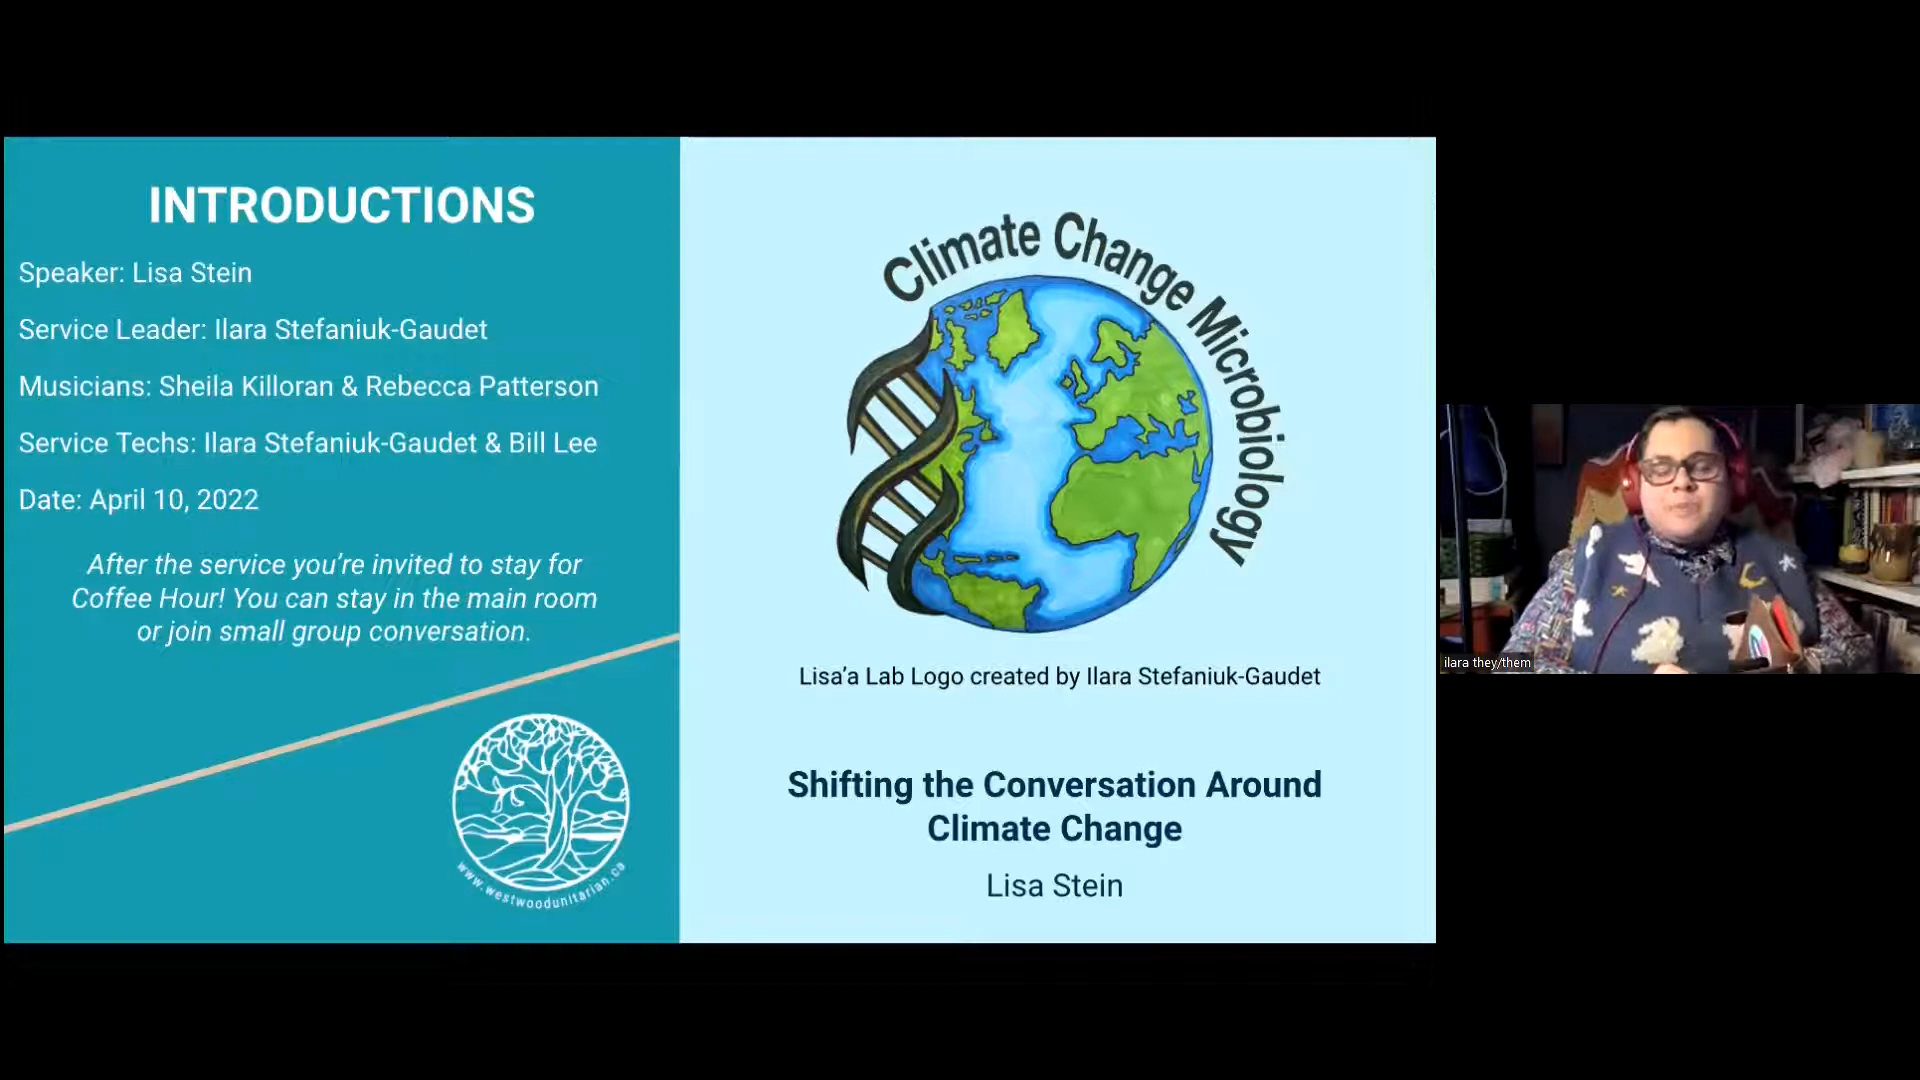 INTRODUCTIONS
Speaker: Lisa Stein
Service Leader: Ilara Stefaniuk-Gaudet
Musicians: Sheila Killoran & Rebecca Patterson
Service Techs: Ilara Stefaniuk-Gaudet & Bill Lee
Date: April 10, 2022
After the service you’re invited to stay for
Coffee Hour! You can stay in the main room
or join small group conversation.
www.westwoodunitarian.ca
Climate Change Microbiology
Lisa’a Lab Logo created by Ilara Stefaniuk-Gaudet
Shifting the Conversation Around
Climate Change
Lisa Stein
ilara they/them